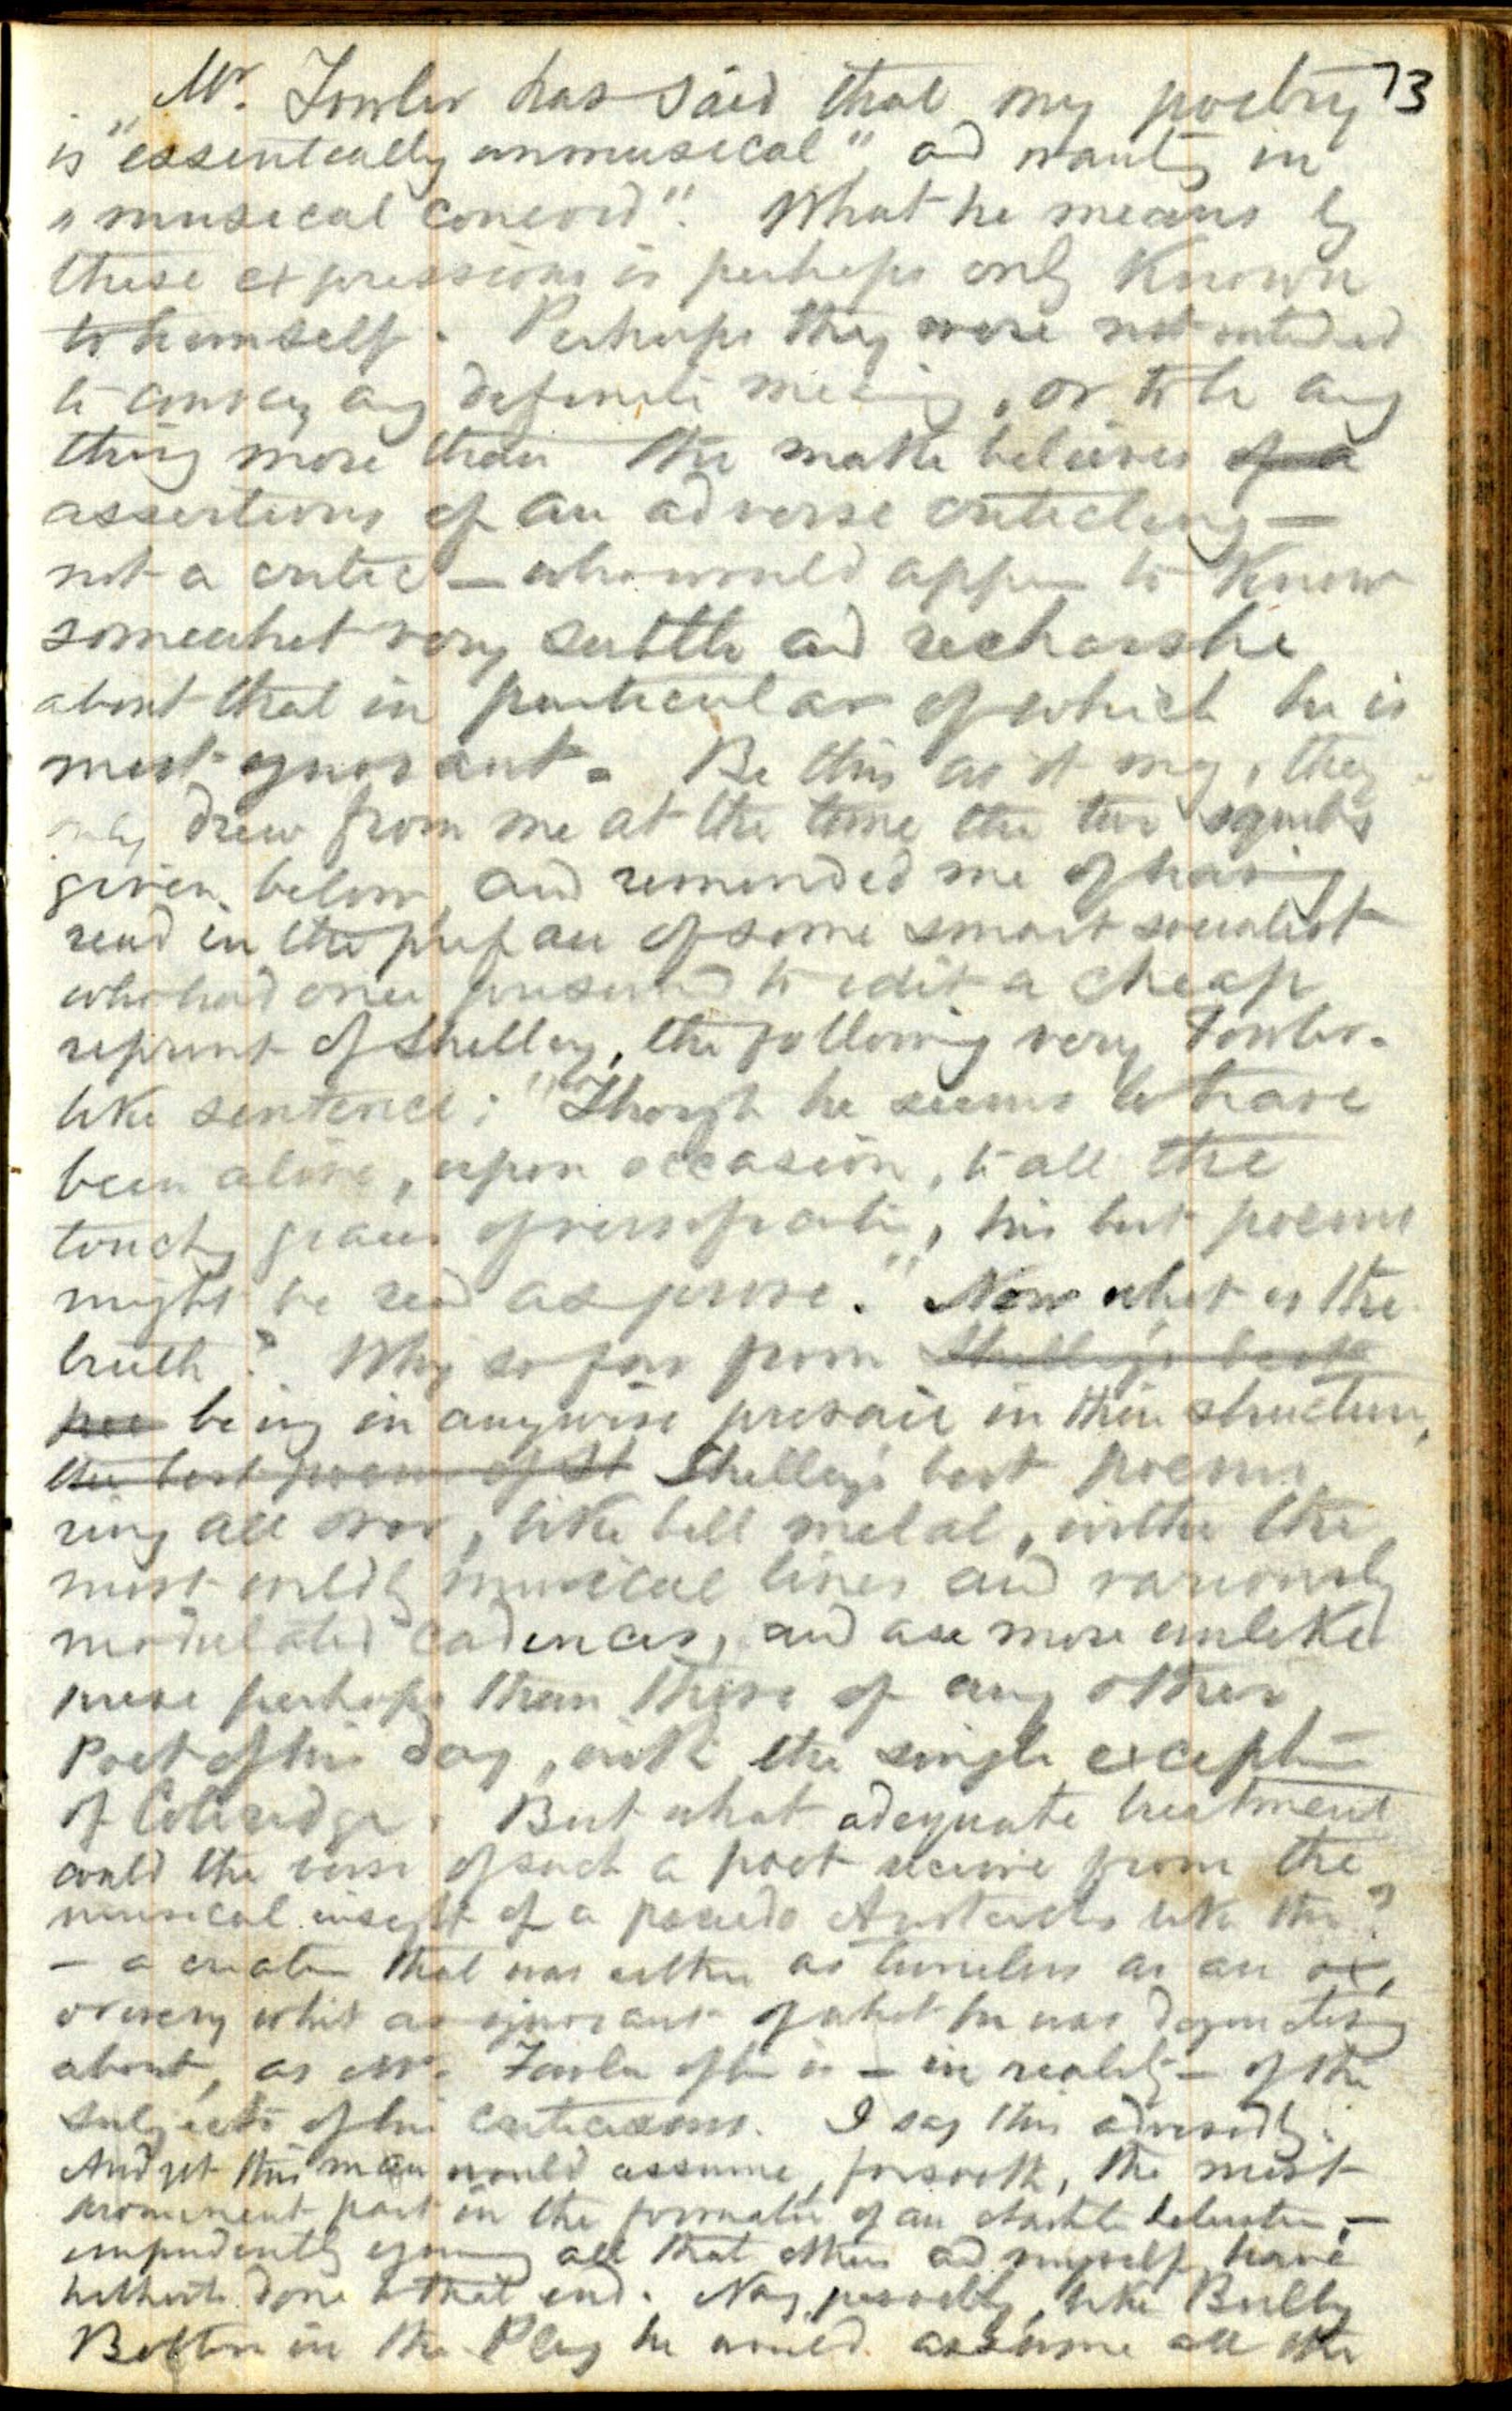 73
Mr. Fowler has said that my poetry
is "essentially unmusical" and wanting in
"musical concord". What he means by
these expressions is perhaps only known
to himself. Perhaps they were not intended
to convey any definite meaning, or to be any
thing more than the make believes of a
assertions of an adverse criticling —
not a critic — who would appear to know
somewhat very subtle and recharshe
about that in particular of which he is
most ignorant. Be this as it may, they
only drew from me at the time the two squibs
given below, and reminded me of having
read in the preface of some smart socialist
who had once presumed to edit a cheap
reprint of Shelley, the following very Fowler-
like sentence: "Though he seems to have
been alive, upon occasion, to all the
touching graces of versification, his best poems
might be read as prose." Now what is the
truth? Why so far from Shelley's best
poe being in anywise prosaic in their structure,
the best poems of Sh Shelley's best poems
ring all over, like bell metal, with the
most wildly musical lines and variously
modulated cadences, and are more unlike
prose perhaps than those of any other
Poet of his day, with the single exception
of Coleridge. But what adequate treatment
could the verse of such a poet receive from the
musical insight of a pseudo Aristarchus like this?
— a creature that was either as tuneless as an ox,
or every whit as ignorant of what he was dogmatising
about, as Mr. Fowler often is — in reality — of the
subjects of his criticisms. I say this advisedly.
And yet this man would assume, forsooth, the most
prominent part in the formation of an
impudently ignoring all that others and myself have
hitherto done to that end. Nay, possibly, like Bully
Bottom in the Play he would assume all the